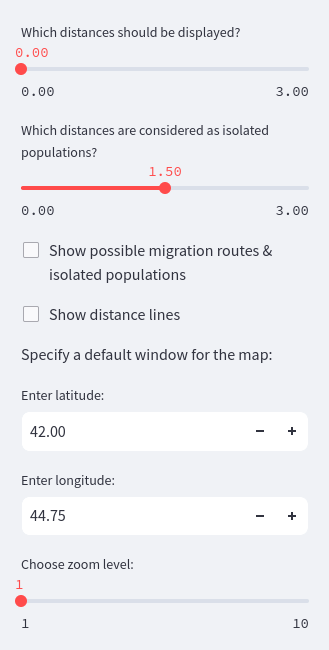 Which distances should be displayed?
0.00
0.00 3.00
Which distances are considered as isolated
populations?
1.50
0.00 3.00
Show possible migration routes &
isolated populations
Show distance lines
Specify a default window for the map:
Enter latitude:
42.00
Enter longitude:
44.75
Choose zoom level:
1
1 10